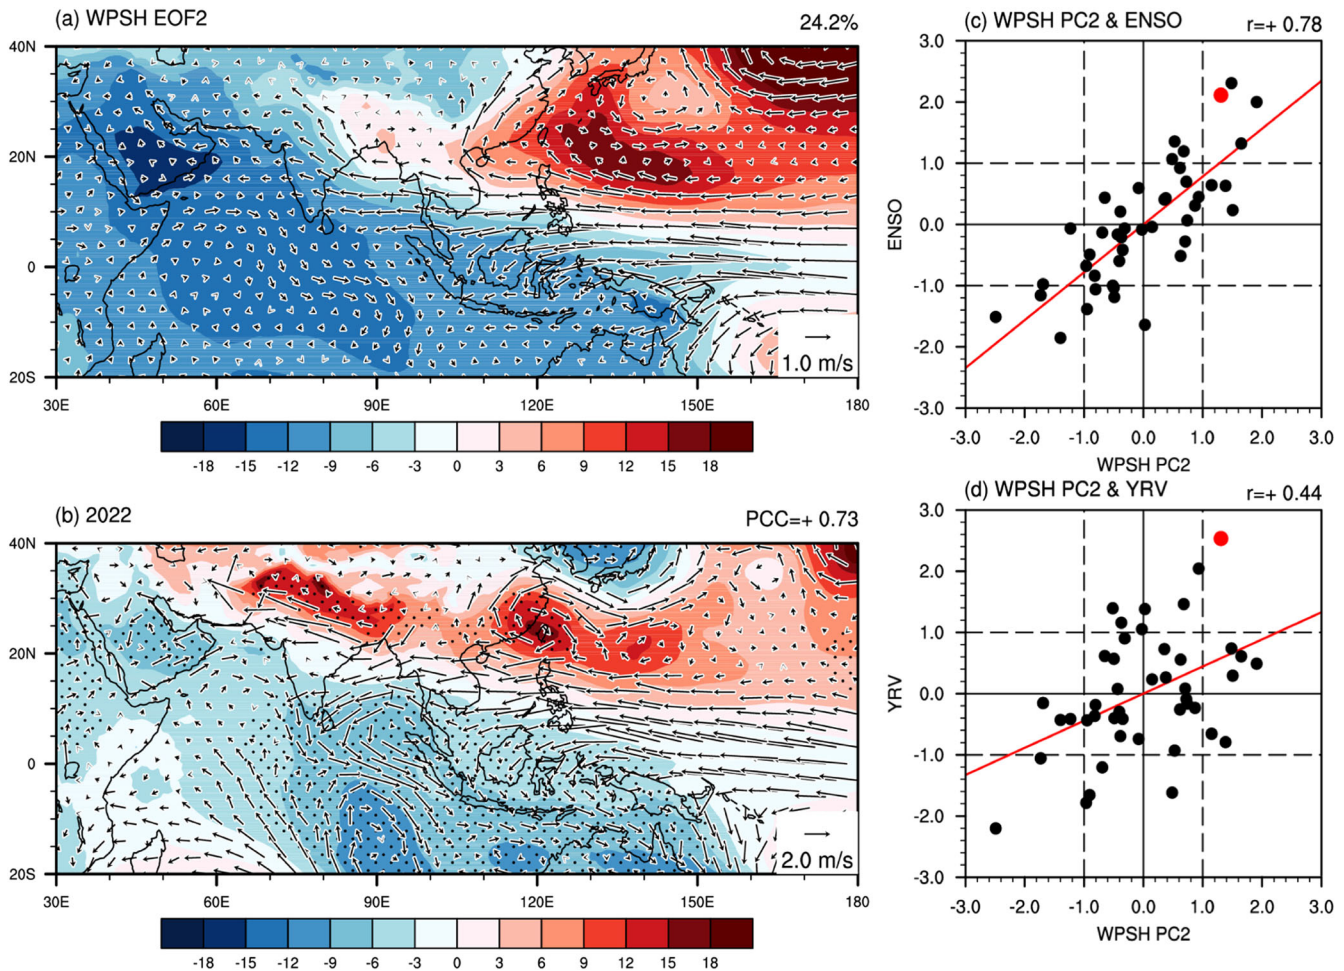 (a) WPSH EOF2
24.2%
40N
20N
0
20S
30E 60E 90E 120E 150E 180
1.0 m/s
-18 -15 -12 -9 -6 -3 0 3 6 9 12 15 18
(b) 2022
PCC=+ 0.73
40N
20N
0
20S
30E 60E 90E 120E 150E 180
2.0 m/s
-18 -15 -12 -9 -6 -3 0 3 6 9 12 15 18
(c) WPSH PC2 & ENSO
r=+ 0.78
3.0
2.0
1.0
0.0
-1.0
-2.0
-3.0
ENSO
-3.0 -2.0 -1.0 0.0 1.0 2.0 3.0
WPSH PC2
(d) WPSH PC2 & YRV
r=+ 0.44
3.0
2.0
1.0
0.0
-1.0
-2.0
-3.0
YRV
-3.0 -2.0 -1.0 0.0 1.0 2.0 3.0
WPSH PC2